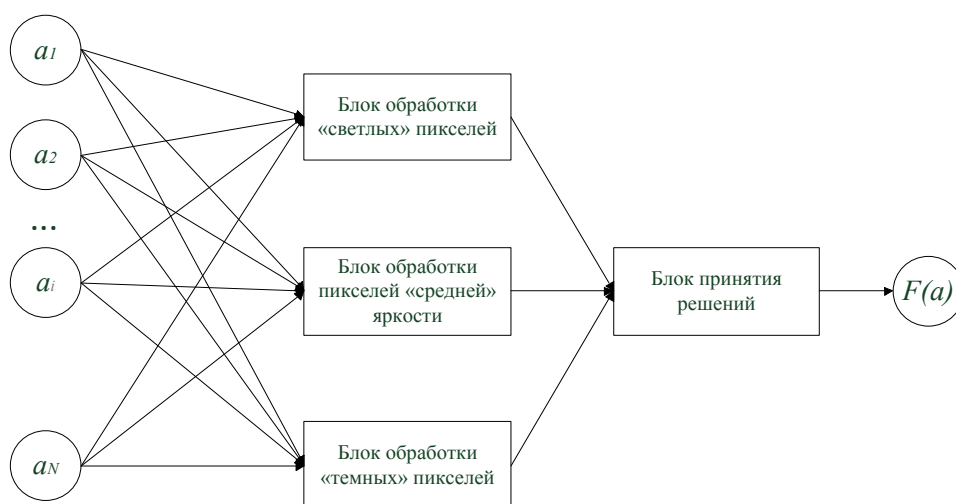 a1
a2
...
ai
aN
Блок обработки
«светлых» пикселей
Блок обработки
пикселей «средней»
яркости
Блок обработки
«темных» пикселей
Блок принятия
решений
F(a)